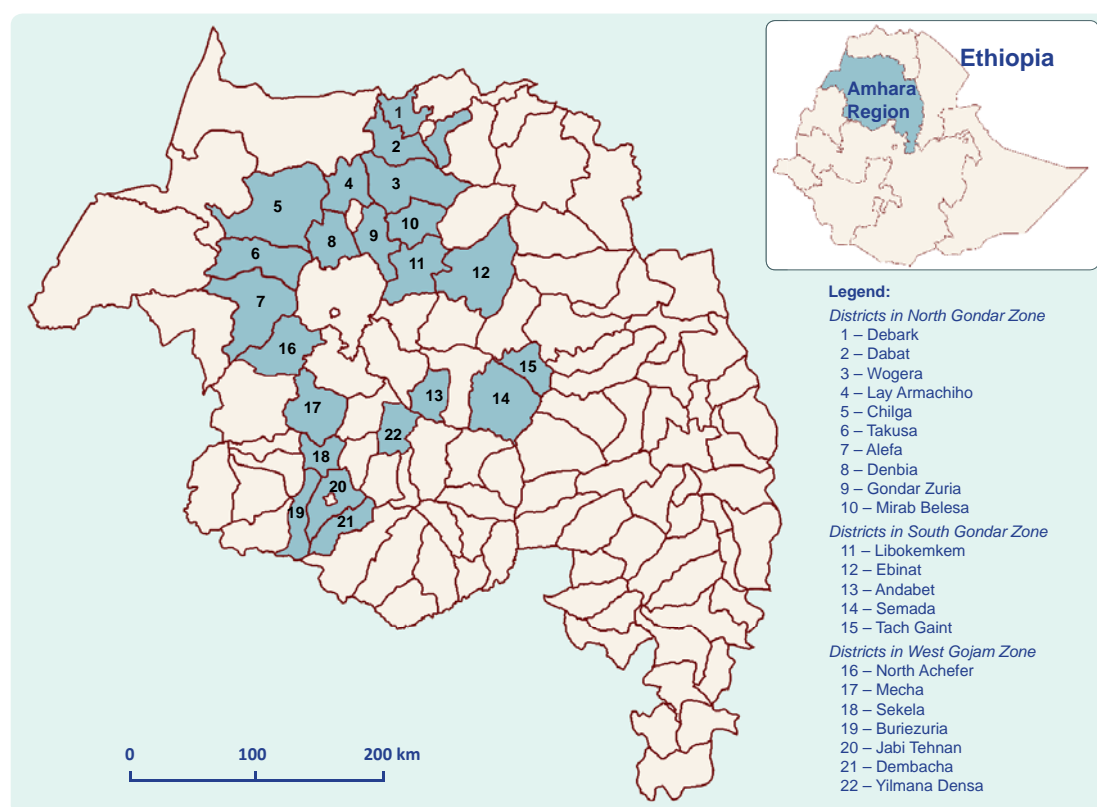 Ethiopia
Amhara
Region
1
2
3
4
5
6
7
8
9
10
11
12
13
14
15
16
17
18
19
20
21
22
0 100 200 km
Legend:
Districts in North Gondar Zone
1 – Debark
2 – Dabat
3 – Wogera
4 – Lay Armachiho
5 – Chilga
6 – Takusa
7 – Alefa
8 – Denbia
9 – Gondar Zuria
10 – Mirab Belesa
Districts in South Gondar Zone
11 – Libokemkem
12 – Ebinat
13 – Andabet
14 – Semada
15 – Tach Gaint
Districts in West Gojam Zone
16 – North Achefer
17 – Mecha
18 – Sekela
19 – Buriezuria
20 – Jabi Tehnan
21 – Dembacha
22 – Yilmana Densa